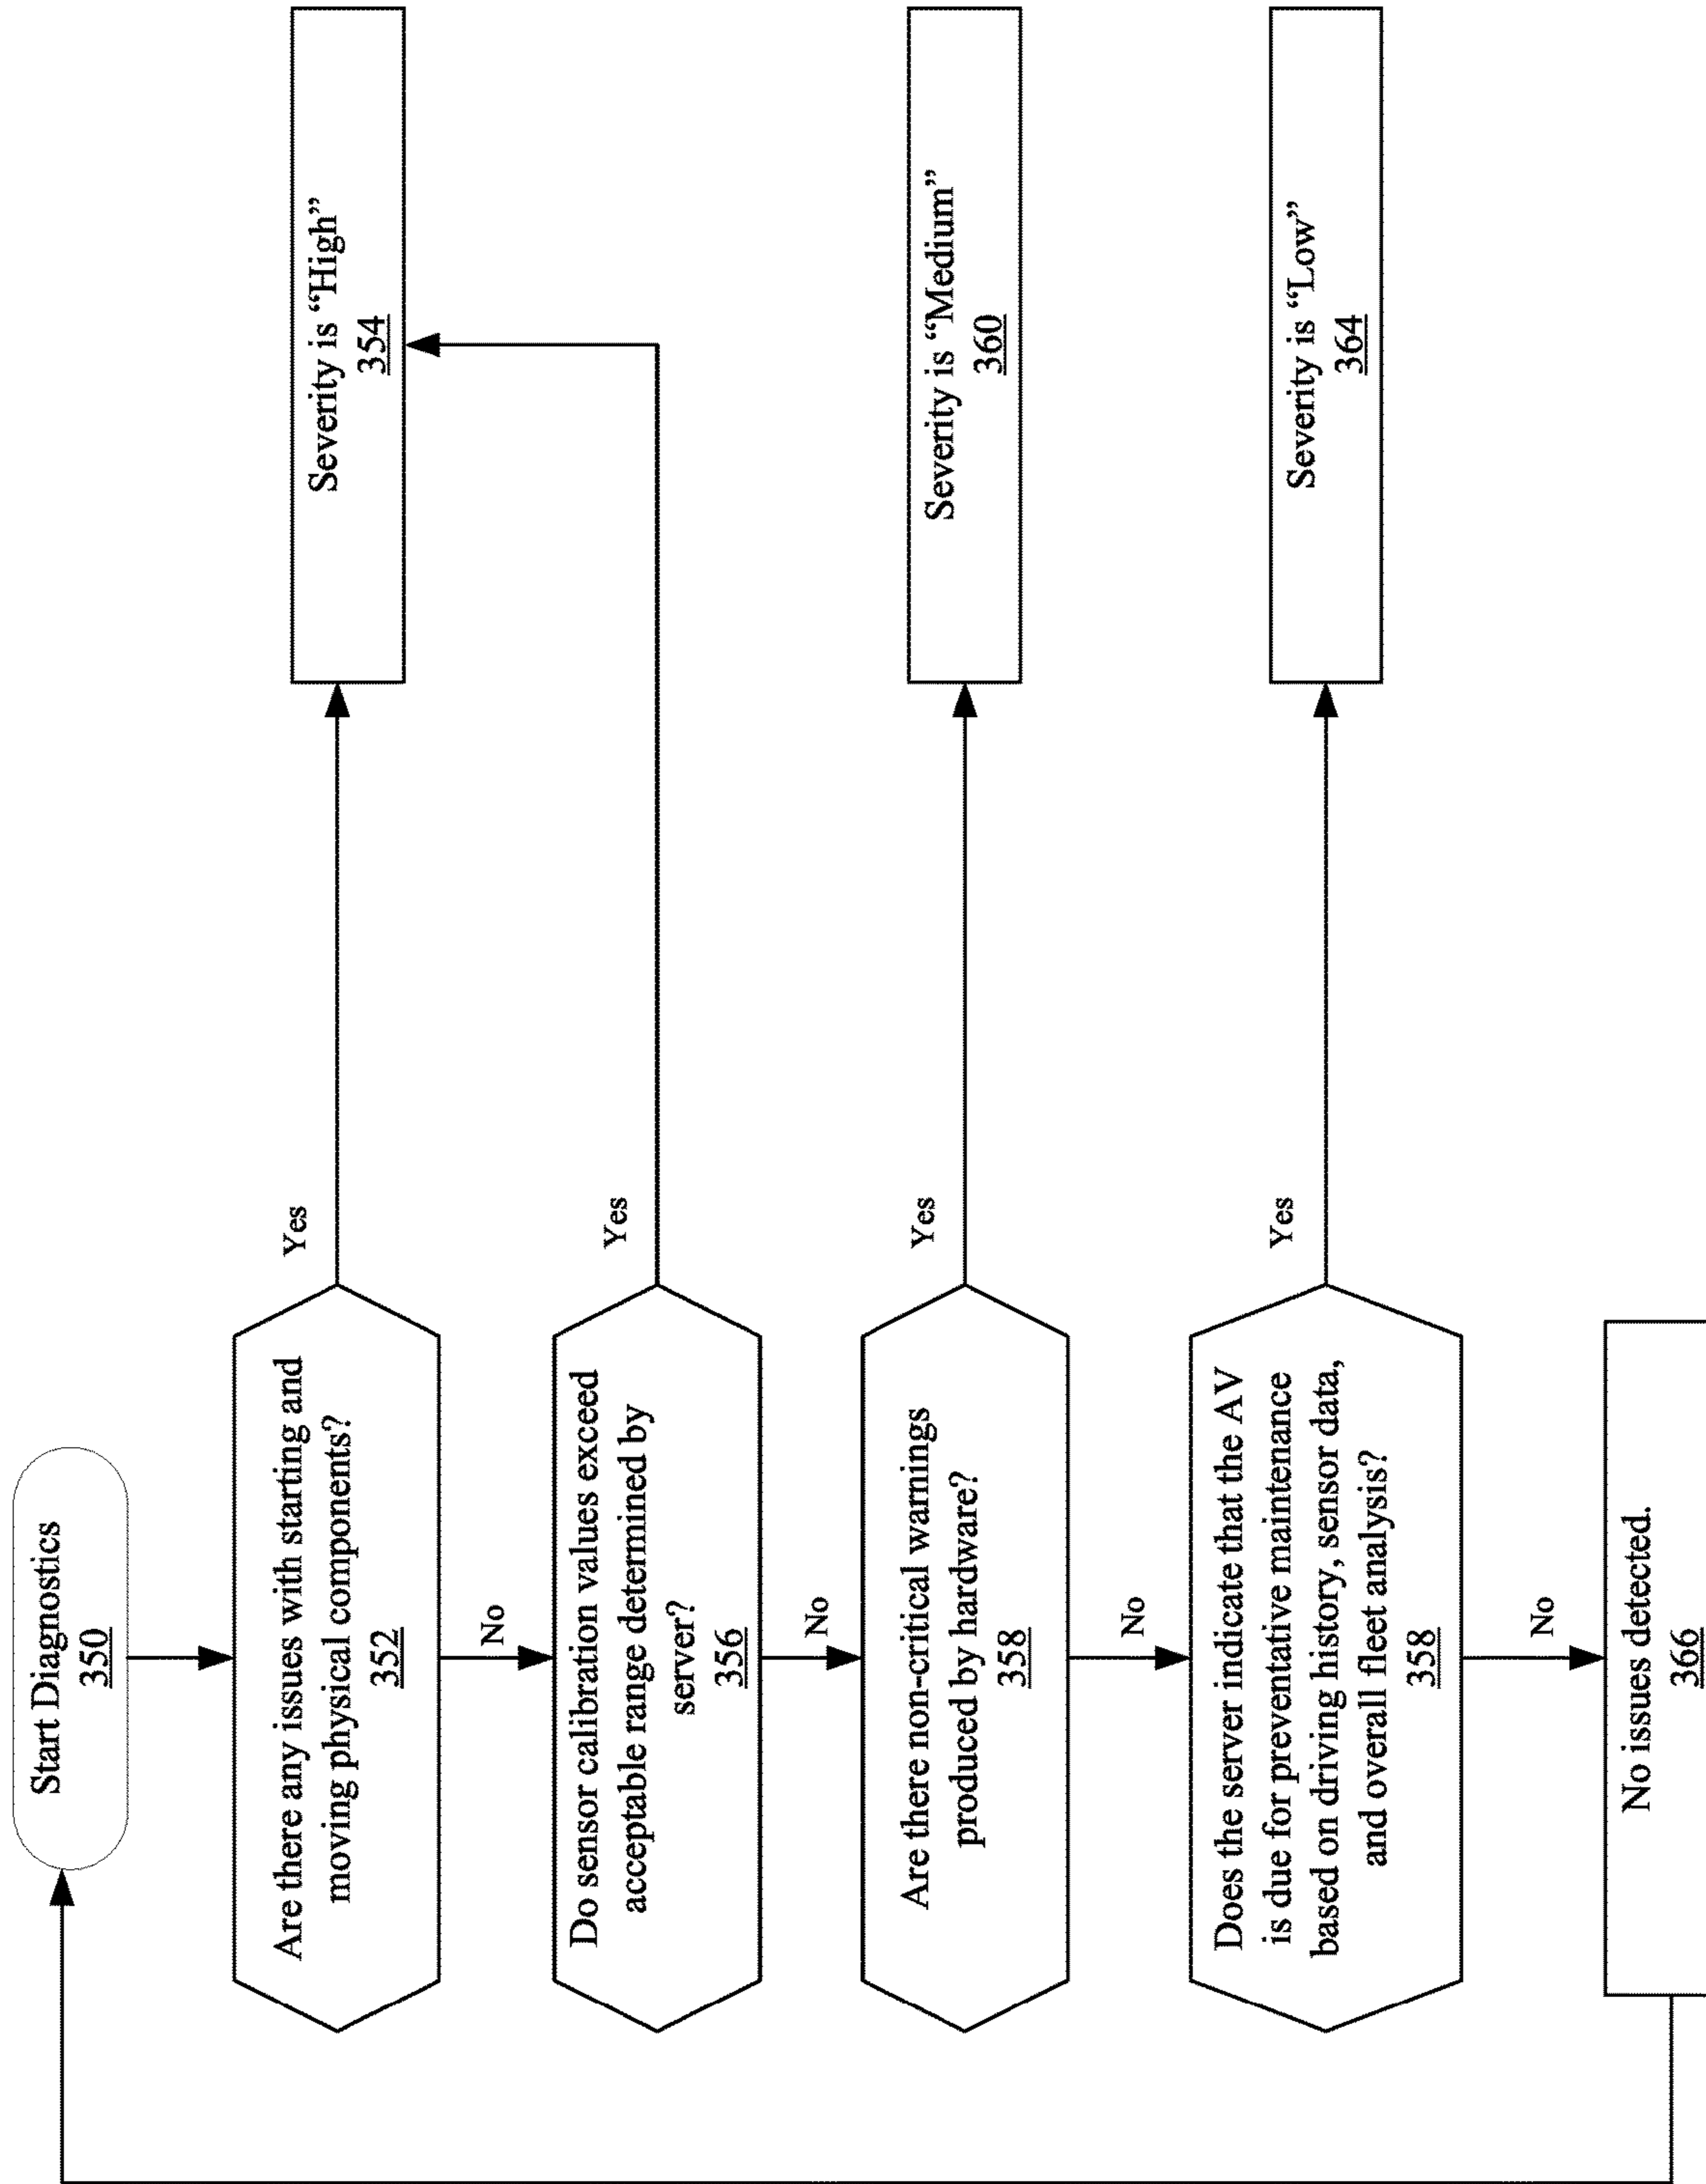 Start Diagnostics
350
Are there any issues with starting and
moving physical components?
352
Yes
Severity is “High”
354
No
Do sensor calibration values exceed
acceptable range determined by
server?
356
Yes
No
Are there non-critical warnings
produced by hardware?
358
Yes
Severity is “Medium”
360
No
Does the server indicate that the AV
is due for preventative maintenance
based on driving history, sensor data,
and overall fleet analysis?
358
Yes
Severity is “Low”
364
No
No issues detected.
366